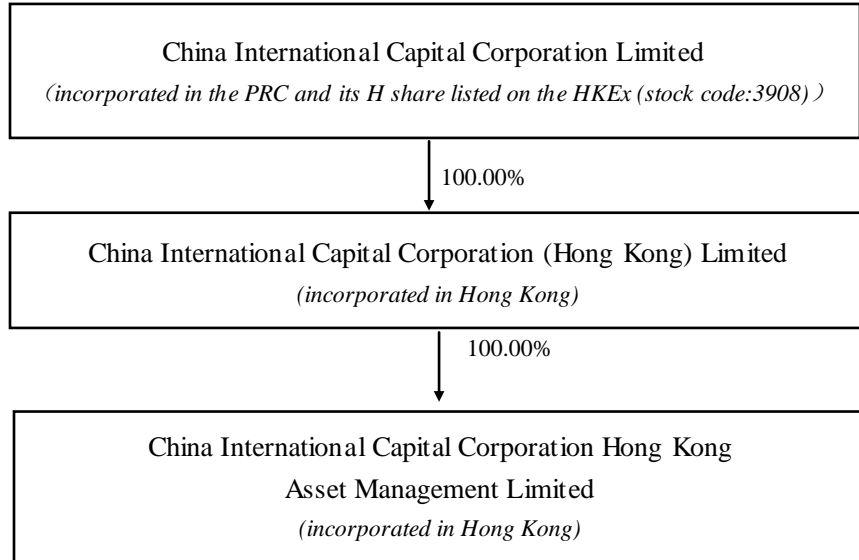 China International Capital Corporation Limited
（incorporated in the PRC and its H share listed on the HKEx (stock code:3908)）
100.00%
China International Capital Corporation (Hong Kong) Limited
(incorporated in Hong Kong)
100.00%
China International Capital Corporation Hong Kong
Asset Management Limited
(incorporated in Hong Kong)